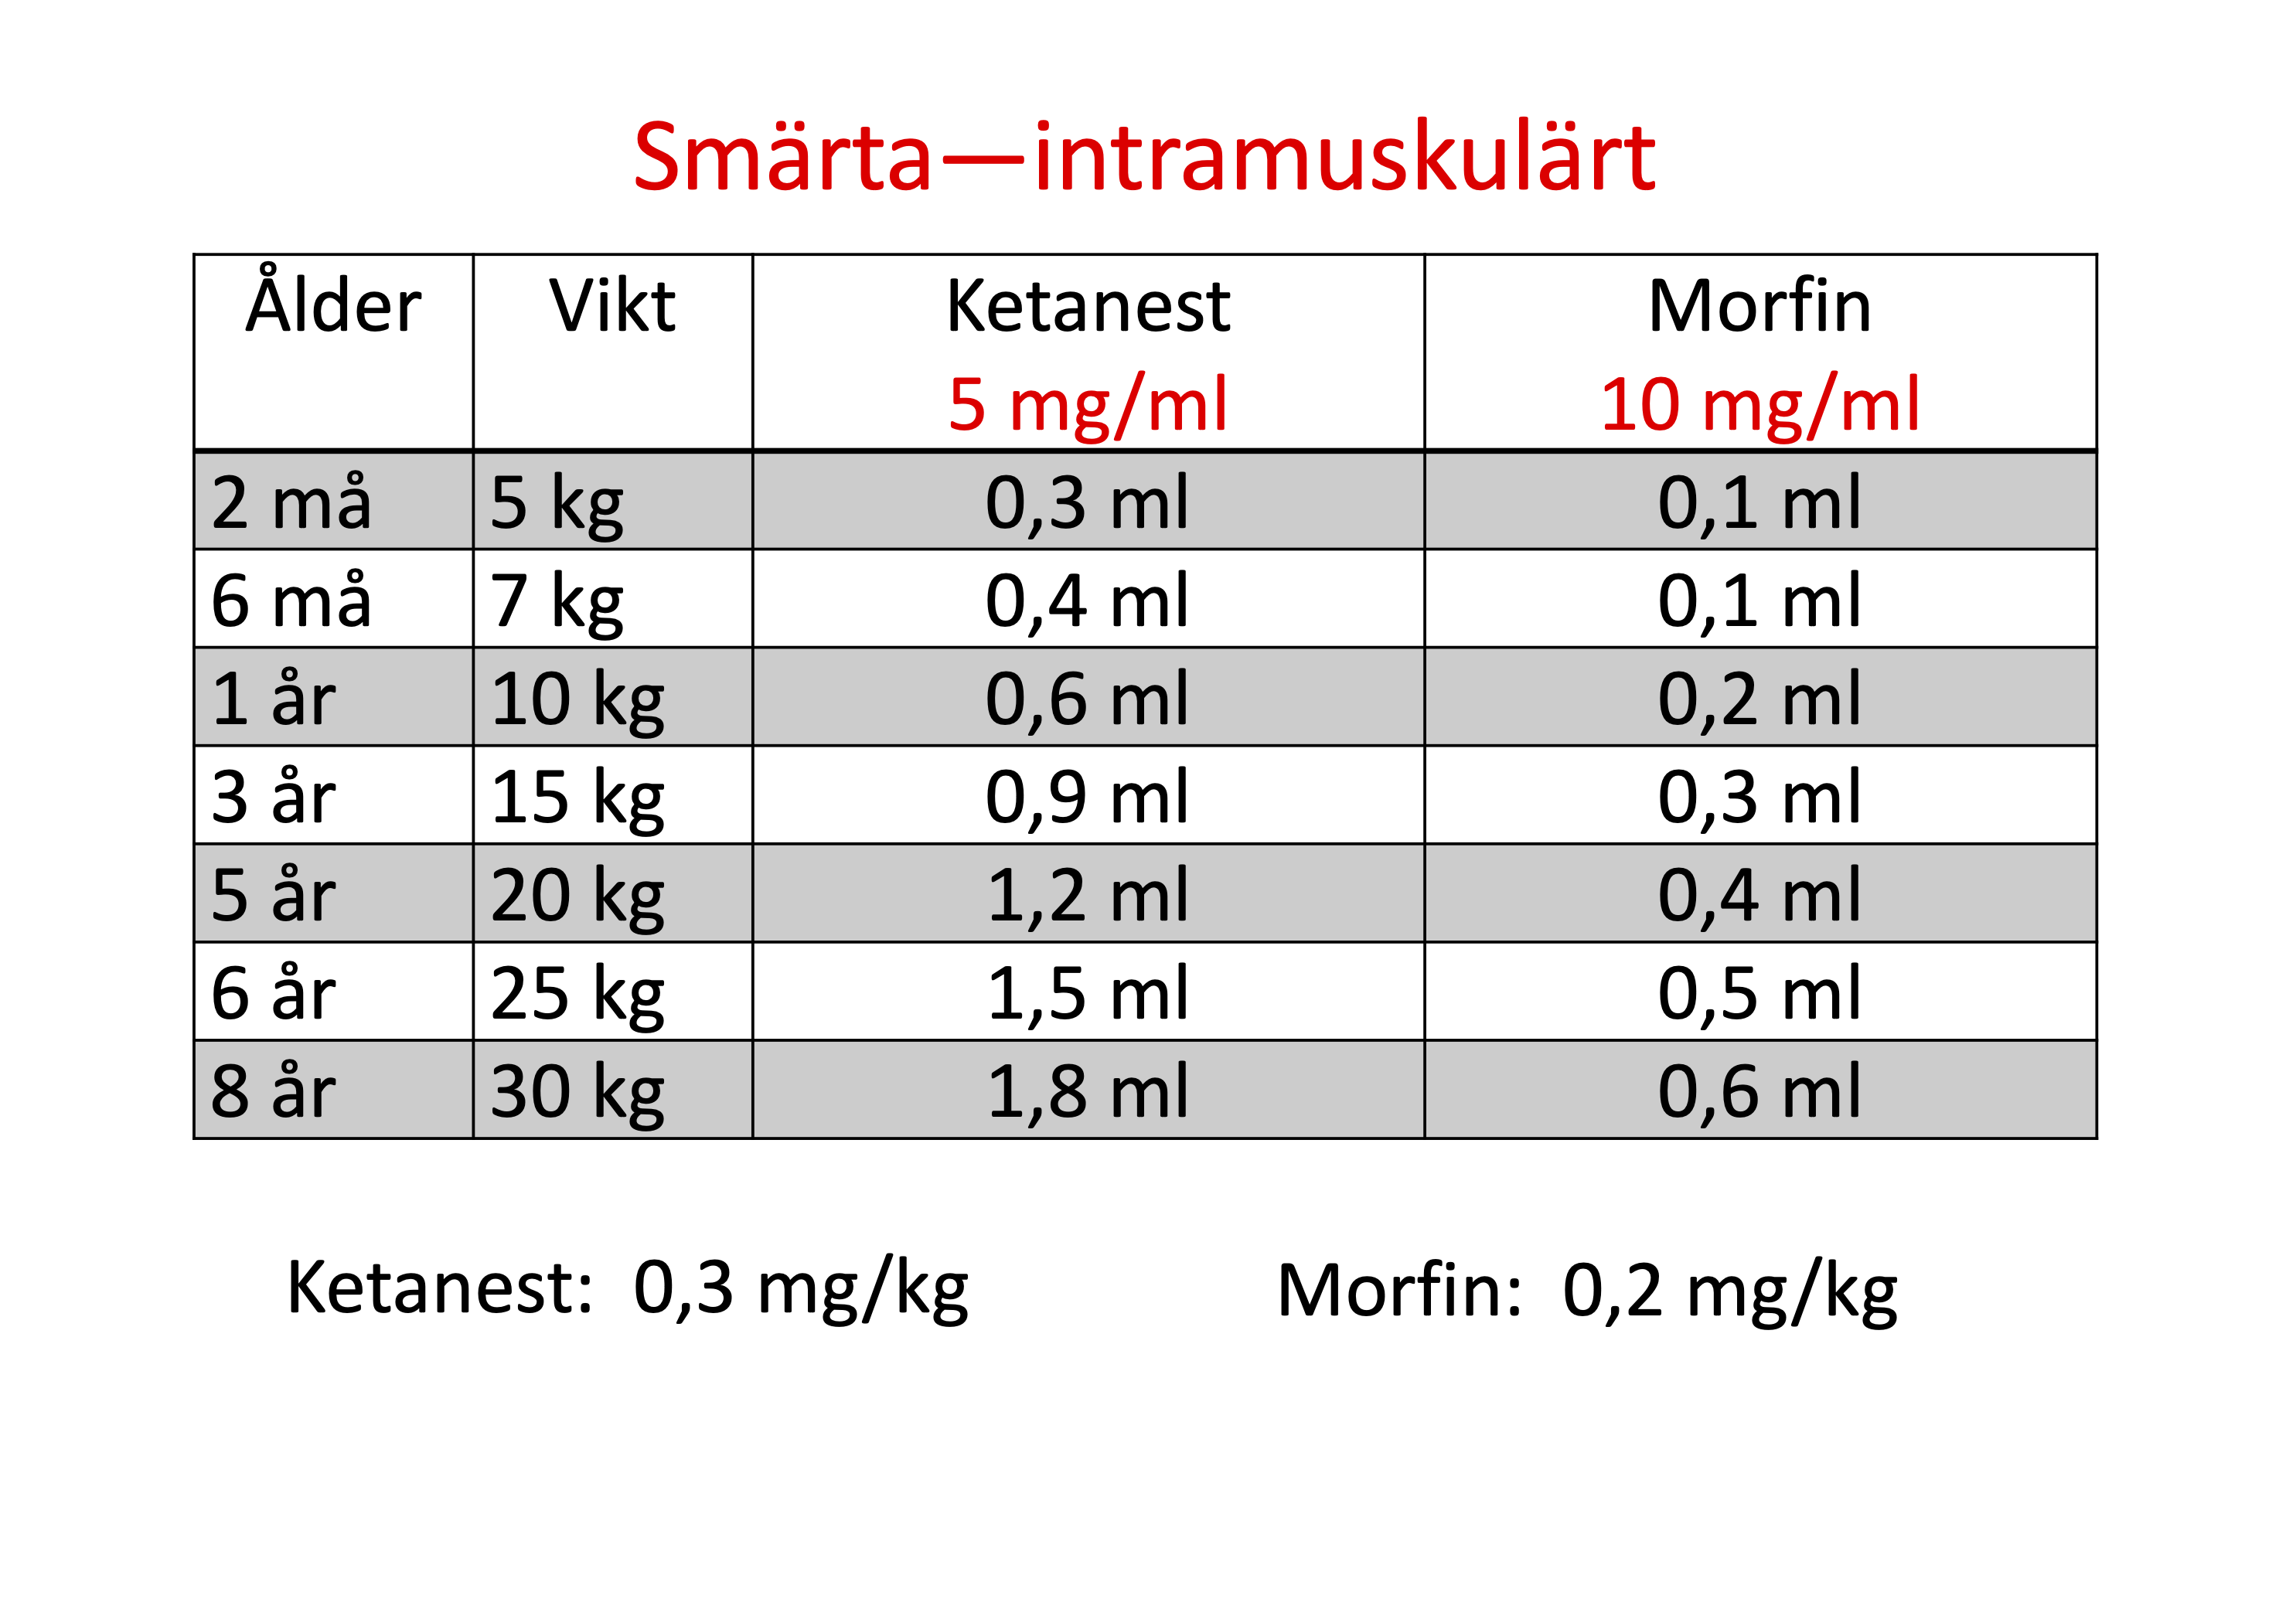 Smärta—intramuskulärt
Ålder Vikt Ketanest Morfin
5 mg/ml 10 mg/ml
2 må 5 kg 0,3 ml 0,1 ml
6 må 7 kg 0,4 ml 0,1 ml
1 år 10 kg 0,6 ml 0,2 ml
3 år 15 kg 0,9 ml 0,3 ml
5 år 20 kg 1,2 ml 0,4 ml
6 år 25 kg 1,5 ml 0,5 ml
8 år 30 kg 1,8 ml 0,6 ml
Ketanest: 0,3 mg/kg Morfin: 0,2 mg/kg